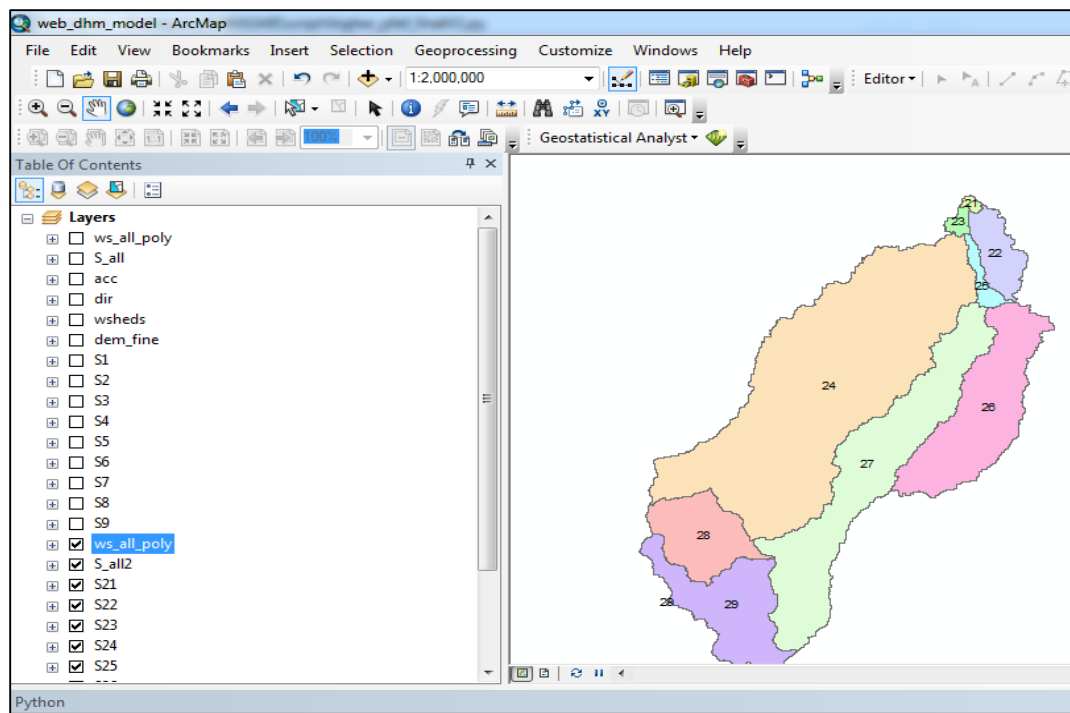 web_dhm_model - ArcMap
File Edit View Bookmarks Insert Selection Geoprocessing Customize Windows Help
1:2,000,000 Editor
XY
1:1 100% Geostatistical Analyst
Table Of Contents
Layers
ws_all_poly
S_all
acc
dir
wsheds
dem_fine
S1
S2
S3
S4
S5
S6
S7
S8
S9
ws_all_poly
S_all2
S21
S22
S23
S24
S25
21
23
22
25
24
26
27
28
28
29
Python